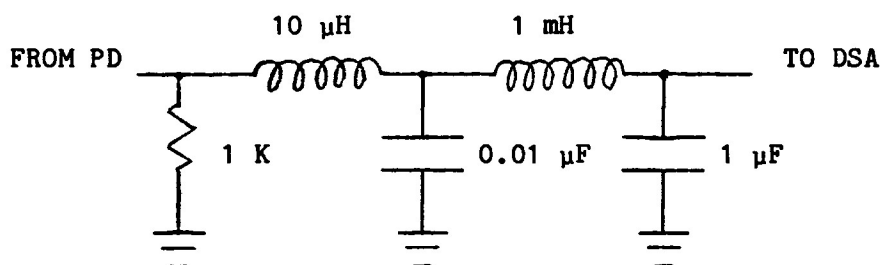 10 µH
1 mH
FROM PD
TO DSA
1 K
0.01 µF
1 µF